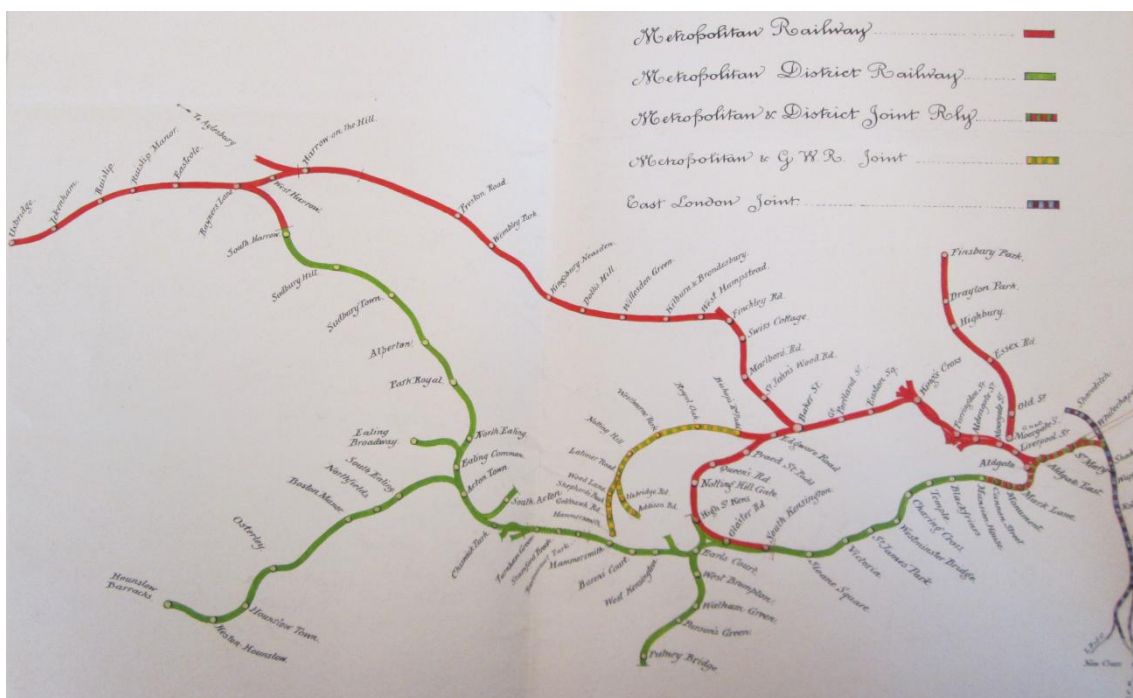 Metropolitan Railway
Metropolitan District Railway
Metropolitan & District Joint Rly
Metropolitan & G.W.R. Joint
East London Joint.
To Aylesbury
Uxbridge.
Ickenham.
Ruislip.
Ruislip Manor.
Eastcote.
Rayners Lane
West Harrow.
Harrow-on-the-Hill.
Preston Road
Wembley Park
Kingsbury Neasden
Dollis Hill
Willesden Green.
Kilburn & Brondesbury.
West Hampstead.
Finchley Rd.
Swiss Cottage.
Marlboro' Rd.
St John's Wood Rd.
Baker St.
Gt Portland St.
Euston Sq.
King's Cross
Farringdon St.
Aldersgate St.
Moorgate St.
Finsbury Park.
Drayton Park.
Highbury.
Essex Rd.
Old St.
Moorgate St.
Liverpool St.
Aldgate
Aldgate East.
St Mary's
Shoreditch.
Whitechapel
South Harrow
Sudbury Hill
Sudbury Town.
Alperton.
Park Royal.
North Ealing
Ealing Broadway.
Ealing Common.
Acton Town
South Ealing
Northfields
Boston Manor
Osterley
Hounslow Town.
Heston-Hounslow.
Hounslow Barracks
South Acton
Chiswick Park
Turnham Green
Stamford Brook
Ravenscourt Park
Hammersmith
Barons Court
West Kensington
Earls Court.
West Brompton.
Walham Green.
Parson's Green.
Putney Bridge
Bishop's Rd Padd.
Royal Oak
Westbourne Park
Notting Hill
Latimer Road
Wood Lane
Shepherds Bush
Goldhawk Rd.
Hammersmith
Uxbridge Rd.
Addison Rd.
Edgware Road
Praed St Padd
Queen's Rd.
Notting Hill Gate
High St Kens
Gloster Rd
South Kensington
Sloane Square.
Victoria.
St James' Park
Westminster Bridge.
Charing Cross
Temple
Blackfriars
Mansion House.
Cannon Street
Monument.
Mark Lane.
New Cross